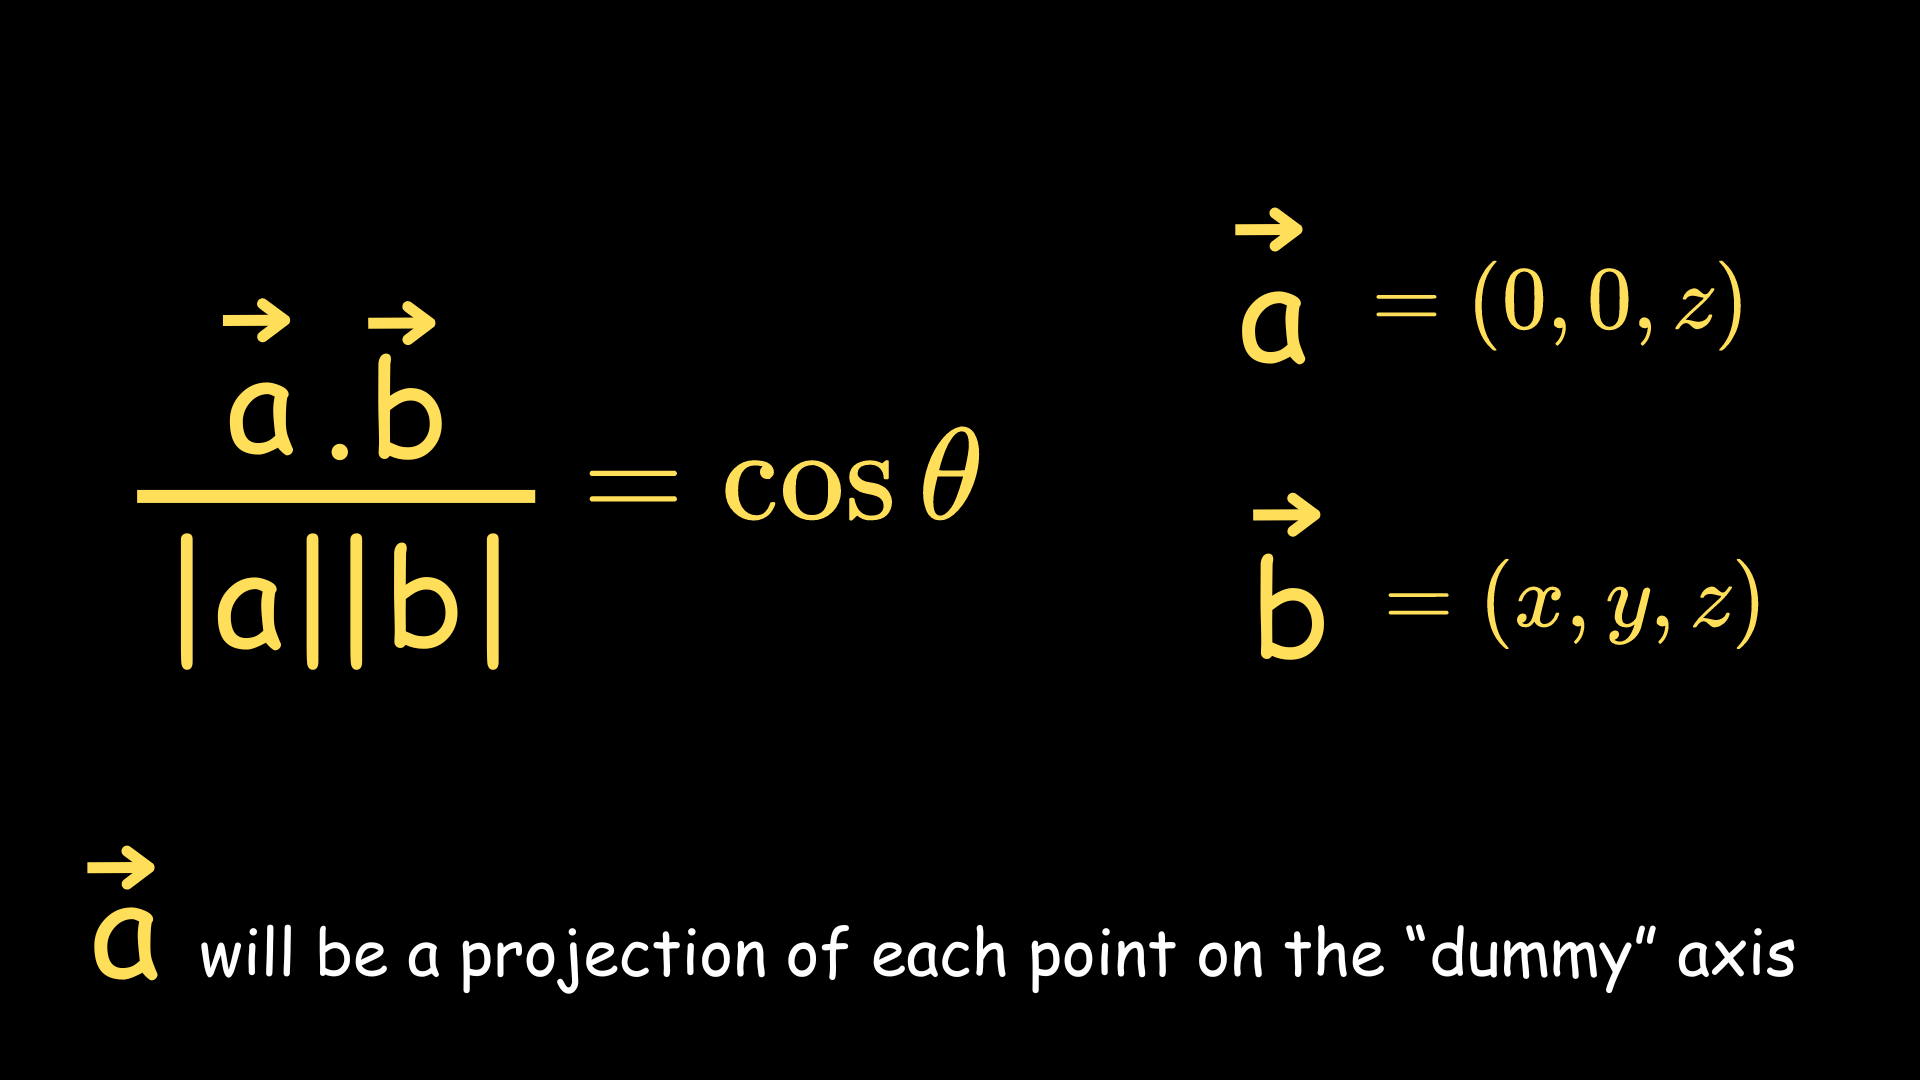 $\frac{\vec{a} . \vec{b}}{|a||b|} = \cos\theta$
$\vec{a} = (0, 0, z)$
$\vec{b} = (x, y, z)$
$\vec{a}$ will be a projection of each point on the “dummy” axis